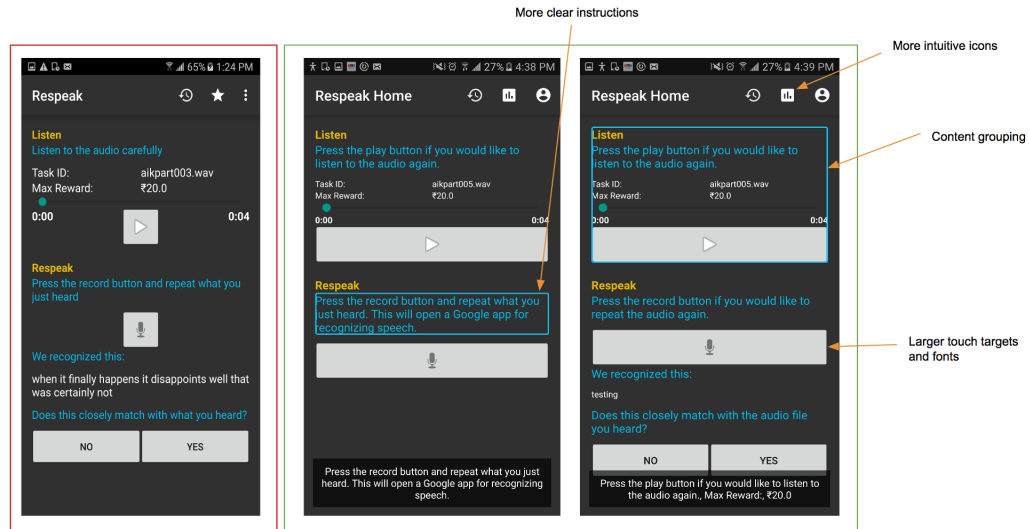 More clear instructions
More intuitive icons
Content grouping
Larger touch targets
and fonts
65% 1:24 PM
Respeak
Listen
Listen to the audio carefully
Task ID: aikpart003.wav
Max Reward: ₹20.0
0:00 0:04
Respeak
Press the record button and repeat what you
just heard
We recognized this:
when it finally happens it disappoints well that
was certainly not
Does this closely match with what you heard?
NO YES
27% 4:38 PM
Respeak Home
Listen
Press the play button if you would like to
listen to the audio again.
Task ID: aikpart005.wav
Max Reward: ₹20.0
0:00 0:04
Respeak
Press the record button and repeat what you
just heard. This will open a Google app for
recognizing speech.
Press the record button and repeat what you just
heard. This will open a Google app for recognizing
speech.
27% 4:39 PM
Respeak Home
Listen
Press the play button if you would like to
listen to the audio again.
Task ID: aikpart005.wav
Max Reward: ₹20.0
0:00 0:04
Respeak
Press the record button if you would like to
repeat the audio again.
We recognized this:
testing
Does this closely match with the audio file
you heard?
NO YES
Press the play button if you would like to listen to
the audio again., Max Reward:, ₹20.0